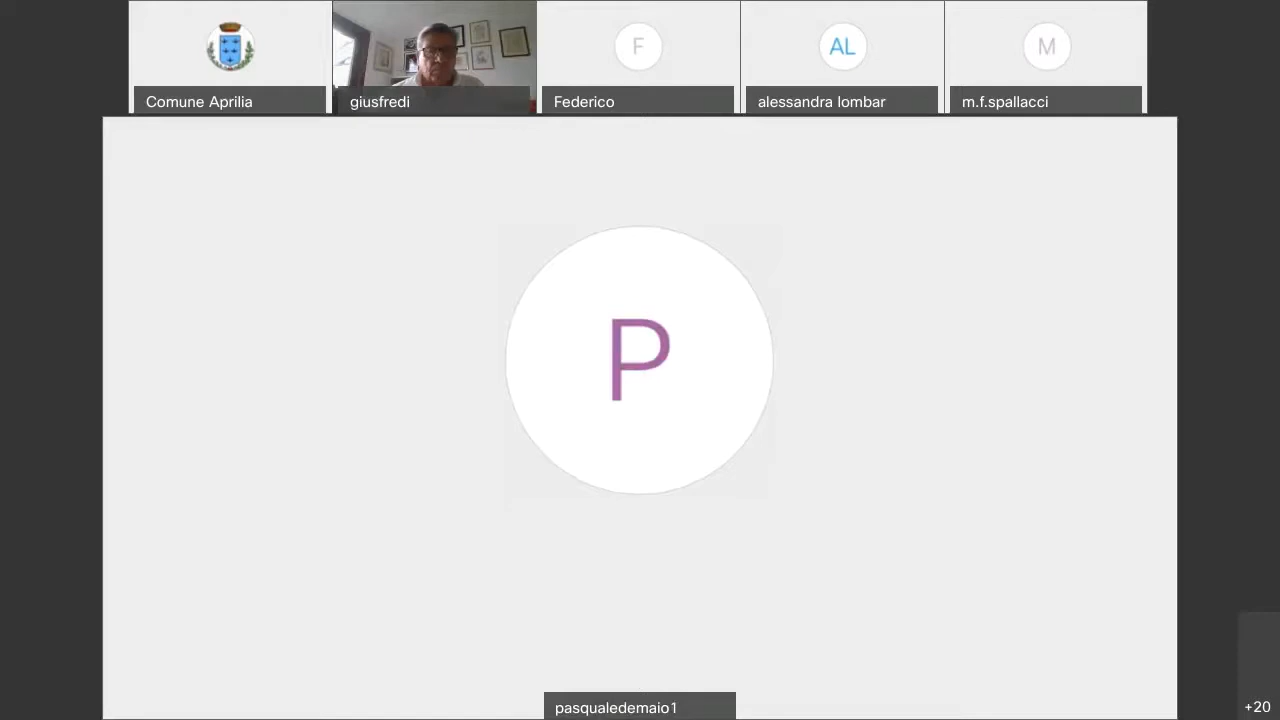 F
AL
M
Comune Aprilia
giusfredi
Federico
alessandra lombar
m.f.spallacci
P
pasqualedemaio1
+20